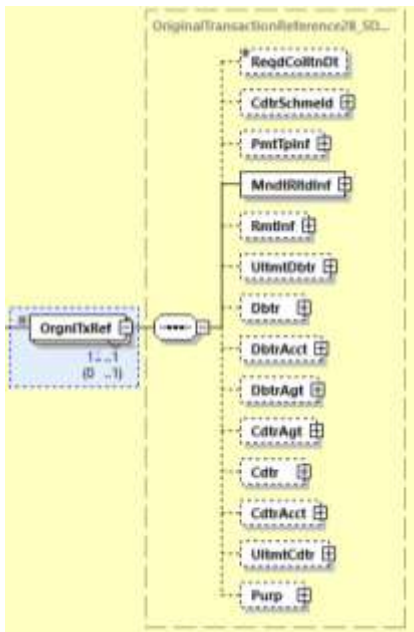 OriginalTransactionReference28_SD...
ReqdColltnDt
CdtrSchmeId
PmtTpInf
MndtRltdInf
RmtInf
UltmtDbtr
OrgnlTxRef
1...1
(0 ..1)
Dbtr
DbtrAcct
DbtrAgt
CdtrAgt
Cdtr
CdtrAcct
UltmtCdtr
Purp